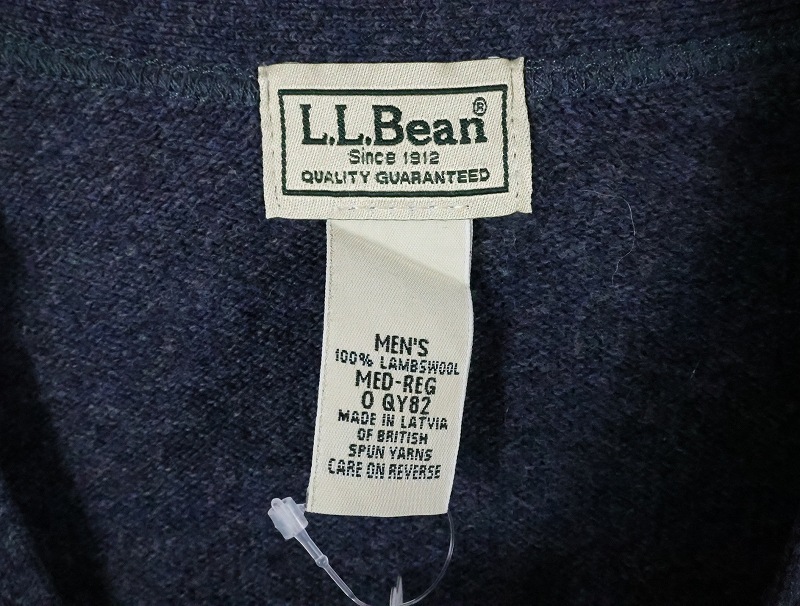 L.L.Bean®
Since 1912
QUALITY GUARANTEED
MEN'S
100% LAMBSWOOL
MED-REG
0 QY82
MADE IN LATVIA
OF BRITISH
SPUN YARNS
CARE ON REVERSE